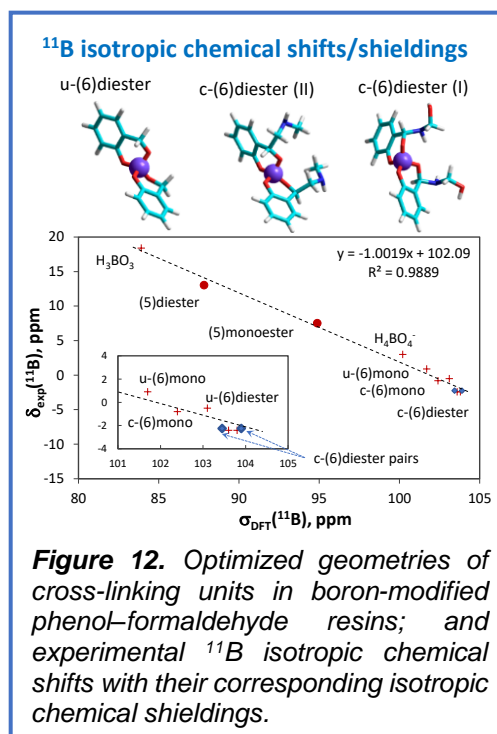 ¹¹B isotropic chemical shifts/shieldings
u-(6)diester c-(6)diester (II) c-(6)diester (I)
20
15
10
5
0
-5
-10
-15
δexp(¹¹B), ppm
y = -1.0019x + 102.09
R² = 0.9889
H₃BO₃
(5)diester
(5)monoester
H₄BO₄⁻
u-(6)mono
c-(6)mono
c-(6)diester
4
2
0
-2
-4
u-(6)mono
u-(6)diester
c-(6)mono
101 102 103 104 105
c-(6)diester pairs
80 85 90 95 100 105
σDFT(¹¹B), ppm
Figure 12. Optimized geometries of
cross-linking units in boron-modified
phenol–formaldehyde resins; and
experimental ¹¹B isotropic chemical
shifts with their corresponding isotropic
chemical shieldings.